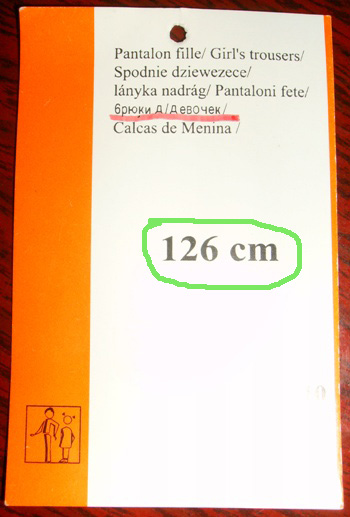 Pantalon fille/ Girl's trousers/
Spodnie dziewezece/
lányka nadrág/ Pantaloni fete/
брюки д/девочек/
Calcas de Menina /
126 cm